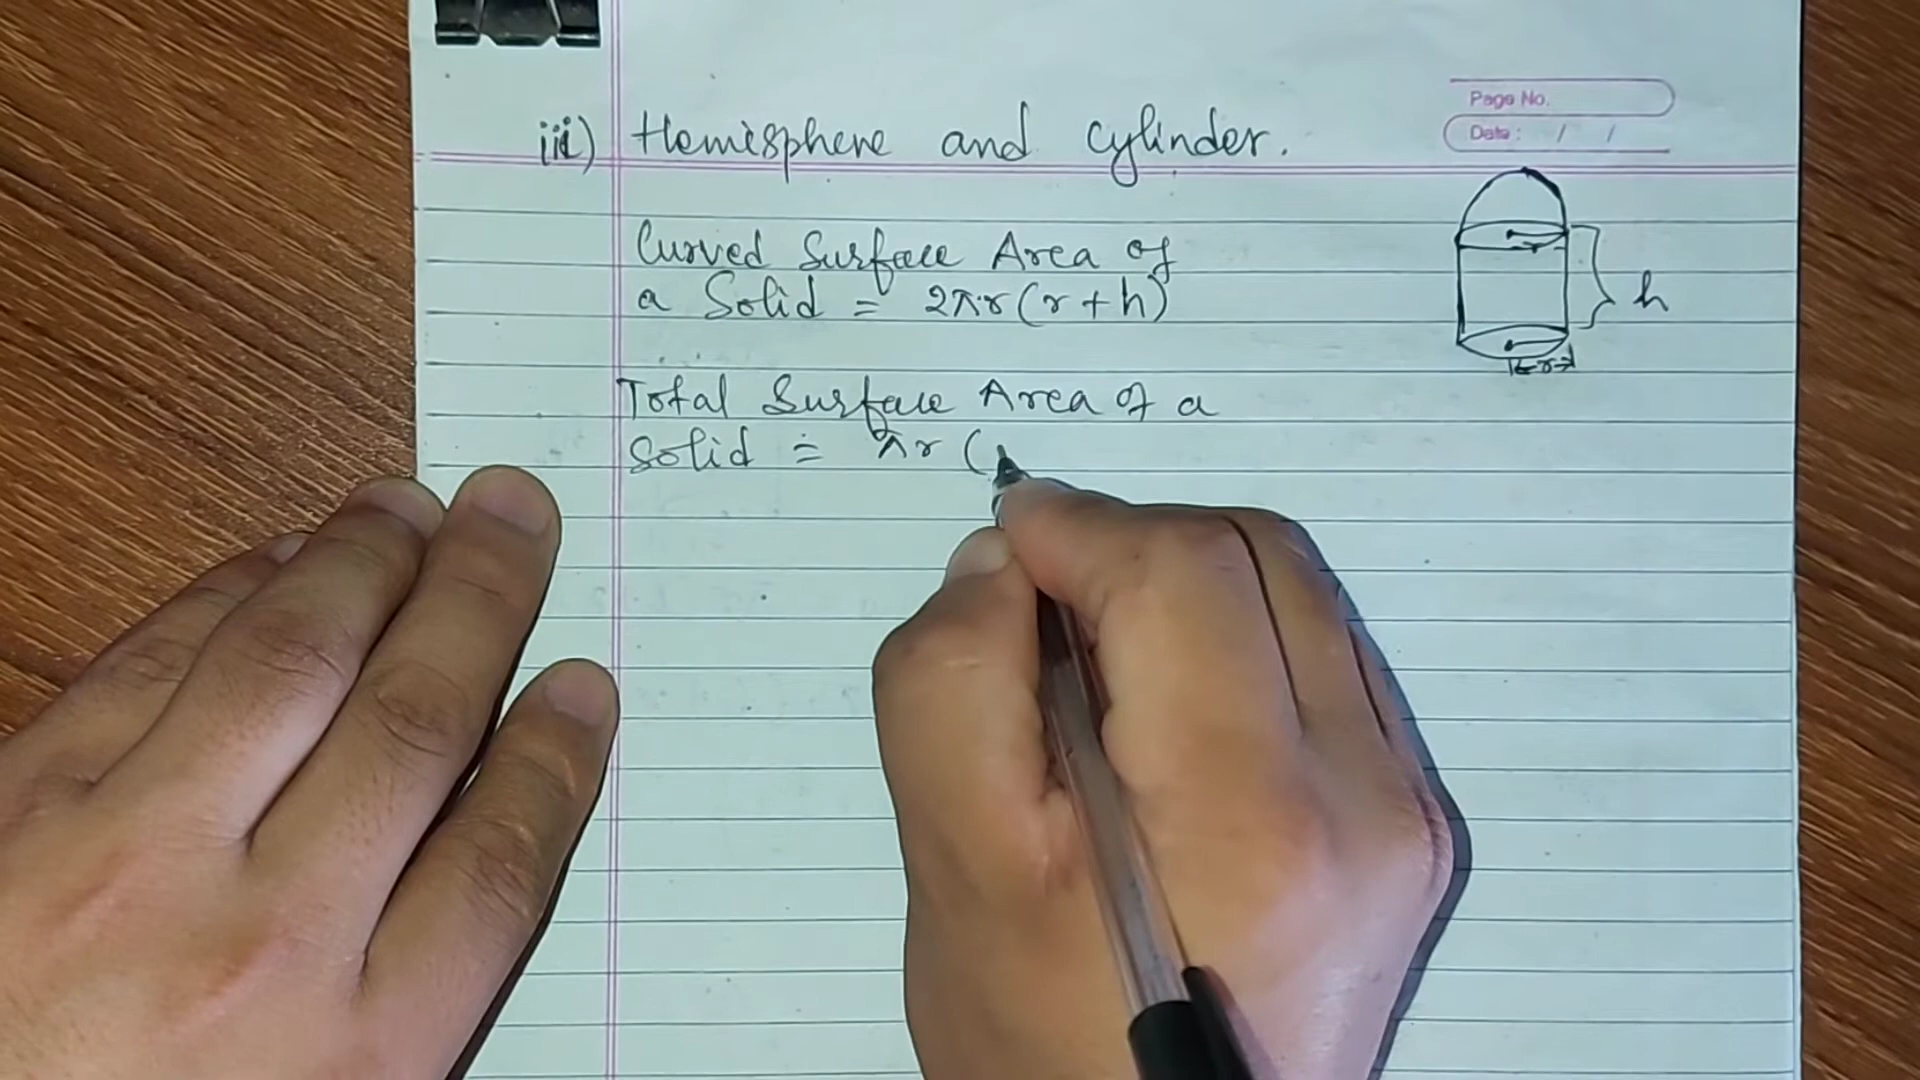 Page No.
Date : / /
iii) Hemisphere and Cylinder.
Curved Surface Area of
a Solid = 2πr(r+h)
h
r
Total Surface Area of a
solid = πr (